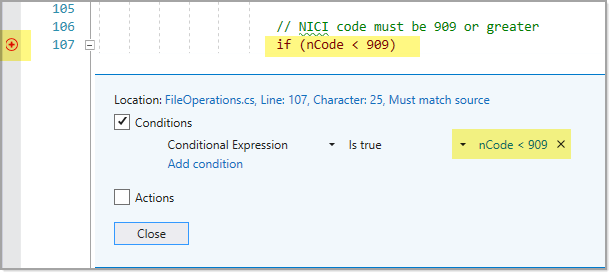 105
106 // NICI code must be 909 or greater
107 if (nCode < 909)
Location: FileOperations.cs, Line: 107, Character: 25, Must match source
Conditions
Conditional Expression Is true nCode < 909
Add condition
Actions
Close